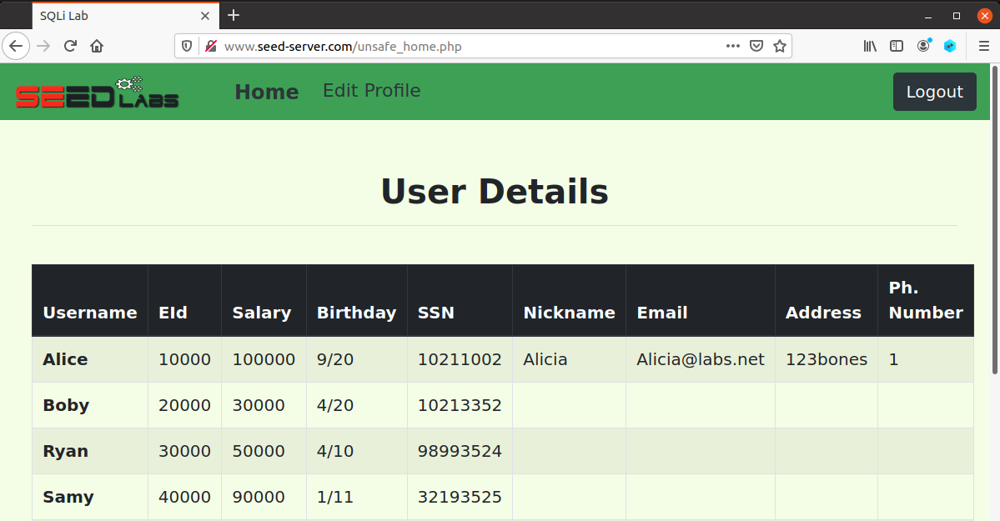 SQLi Lab
www.seed-server.com/unsafe_home.php
SEED LABS Home Edit Profile Logout
User Details
Username EId Salary Birthday SSN Nickname Email Address Ph. Number
Alice 10000 100000 9/20 10211002 Alicia Alicia@labs.net 123bones 1
Boby 20000 30000 4/20 10213352
Ryan 30000 50000 4/10 98993524
Samy 40000 90000 1/11 32193525